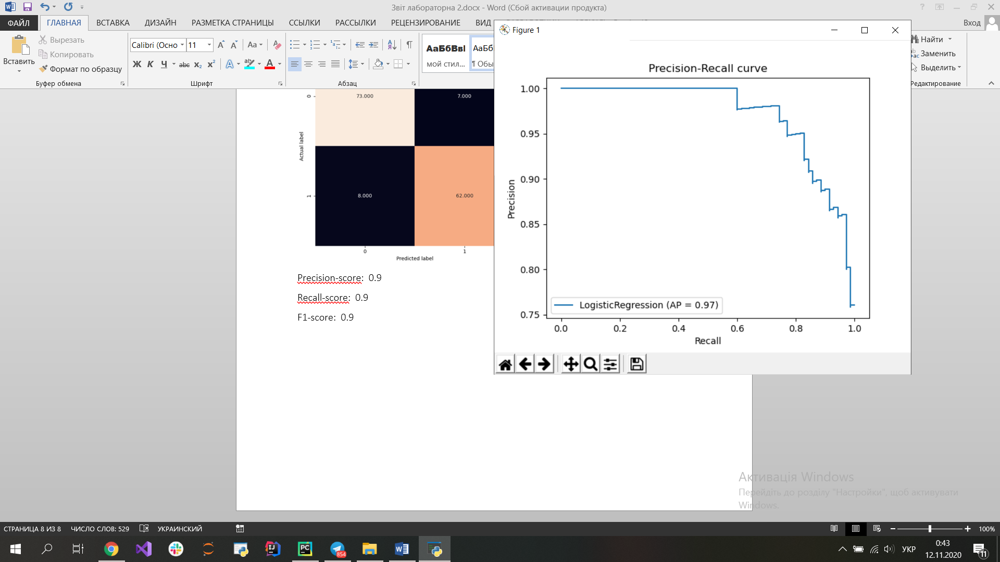 Звіт лабораторна 2.docx - Word (Сбой активации продукта)
ФАЙЛ ГЛАВНАЯ ВСТАВКА ДИЗАЙН РАЗМЕТКА СТРАНИЦЫ ССЫЛКИ РАССЫЛКИ РЕЦЕНЗИРОВАНИЕ ВИД Вход
Вставить
Вырезать
Копировать
Формат по образцу
Буфер обмена
Calibri (Осно 11
Aa
Ж К Ч abc x₂ x²
Шрифт
Абзац
АаБбВвІ АаБб
мой стил... ¶ Обы
Найти
Заменить
Выделить
Редактирование
0 73.000 7.000
Actual label
1 8.000 62.000
0 1
Predicted label
Precision-score: 0.9
Recall-score: 0.9
F1-score: 0.9
Figure 1
Precision-Recall curve
1.00
0.95
0.90
0.85
0.80
0.75
Precision
LogisticRegression (AP = 0.97)
0.0 0.2 0.4 0.6 0.8 1.0
Recall
Активація Windows
Перейдіть до розділу "Настройки", щоб активувати
Windows.
СТРАНИЦА 8 ИЗ 8 ЧИСЛО СЛОВ: 529 УКРАИНСКИЙ 100%
854
УКР
0:43
12.11.2020
11